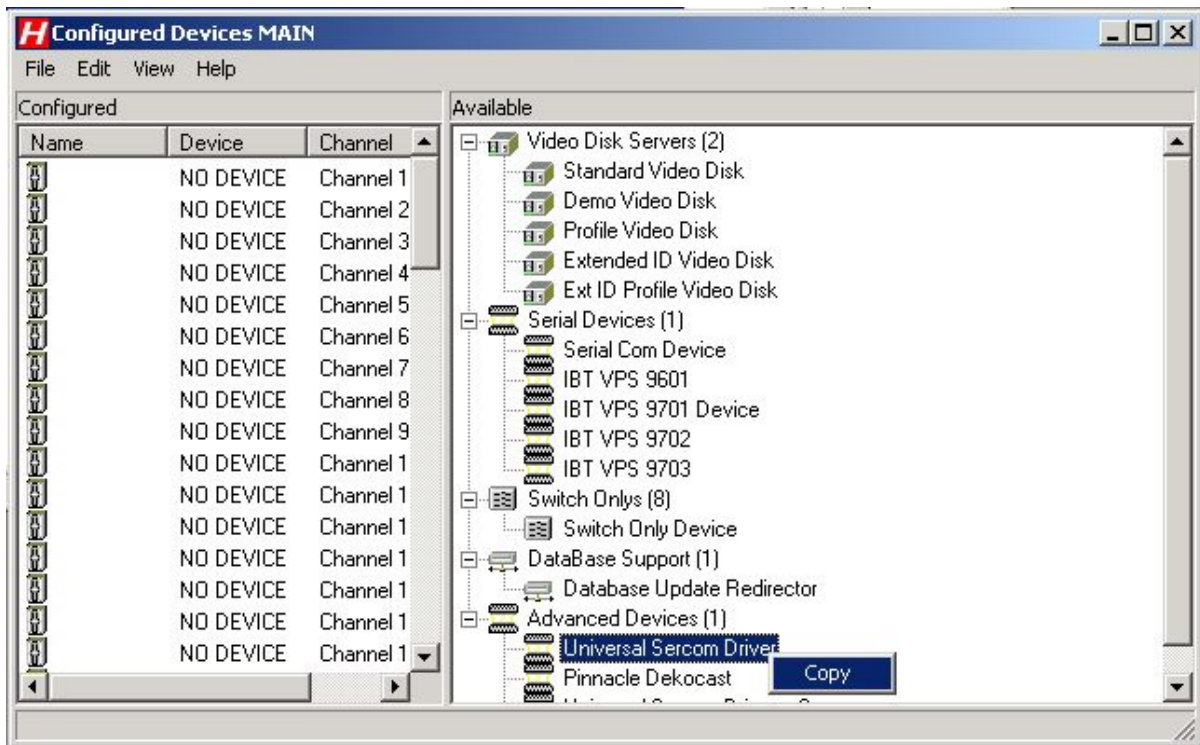 H Configured Devices MAIN
File Edit View Help
Configured
Name Device Channel
NO DEVICE Channel 1
NO DEVICE Channel 2
NO DEVICE Channel 3
NO DEVICE Channel 4
NO DEVICE Channel 5
NO DEVICE Channel 6
NO DEVICE Channel 7
NO DEVICE Channel 8
NO DEVICE Channel 9
NO DEVICE Channel 1
NO DEVICE Channel 1
NO DEVICE Channel 1
NO DEVICE Channel 1
NO DEVICE Channel 1
NO DEVICE Channel 1
NO DEVICE Channel 1
Available
Video Disk Servers (2)
Standard Video Disk
Demo Video Disk
Profile Video Disk
Extended ID Video Disk
Ext ID Profile Video Disk
Serial Devices (1)
Serial Com Device
IBT VPS 9601
IBT VPS 9701 Device
IBT VPS 9702
IBT VPS 9703
Switch Onlys (8)
Switch Only Device
DataBase Support (1)
Database Update Redirector
Advanced Devices (1)
Universal Sercom Driver
Pinnacle Dekocast
Copy